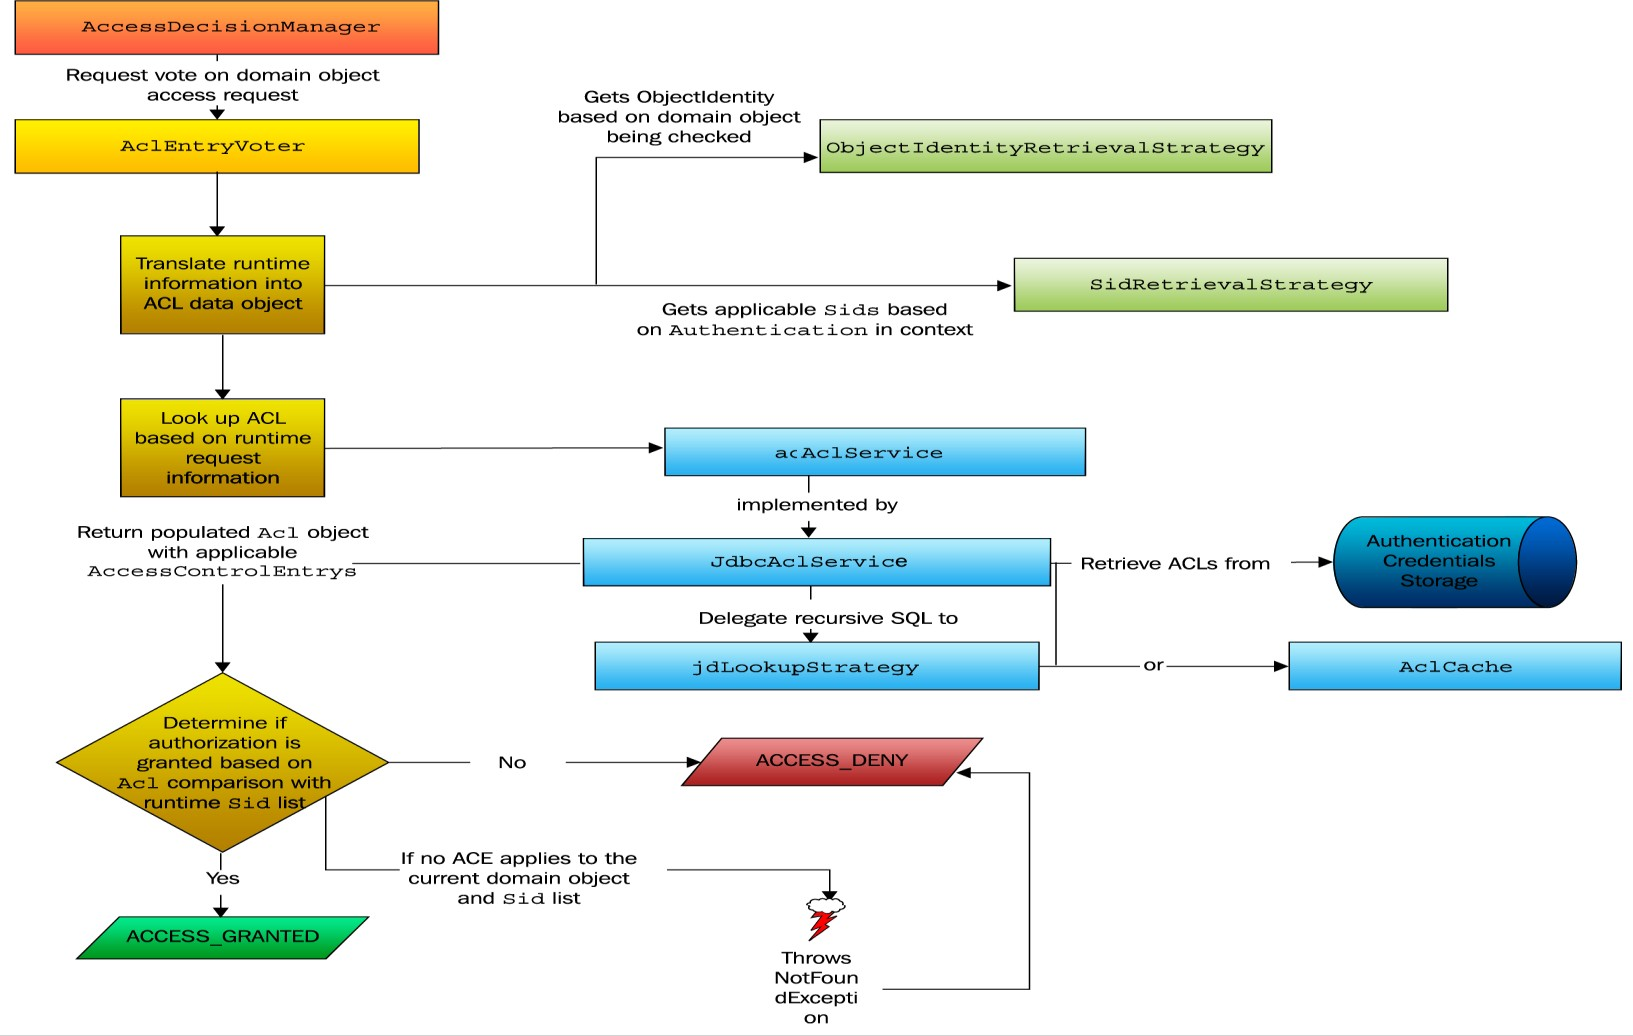 AccessDecisionManager
Request vote on domain object
access request
AclEntryVoter
Gets ObjectIdentity
based on domain object
being checked
ObjectIdentityRetrievalStrategy
Translate runtime
information into
ACL data object
SidRetrievalStrategy
Gets applicable Sids based
on Authentication in context
Look up ACL
based on runtime
request
information
acAclService
implemented by
Return populated Acl object
with applicable
AccessControlEntrys
JdbcAclService
Retrieve ACLs from
Authentication
Credentials
Storage
Delegate recursive SQL to
jdLookupStrategy
or
AclCache
Determine if
authorization is
granted based on
Acl comparison with
runtime Sid list
No
ACCESS_DENY
Yes
If no ACE applies to the
current domain object
and Sid list
ACCESS_GRANTED
Throws
NotFoun
dExcepti
on